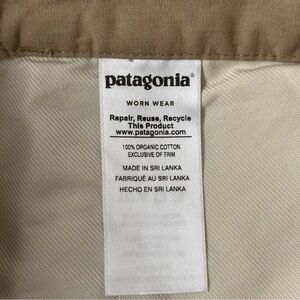 patagonia®
WORN WEAR
Repair, Reuse, Recycle
This Product
www.patagonia.com
100% ORGANIC COTTON
EXCLUSIVE OF TRIM
MADE IN SRI LANKA
FABRIQUÉ AU SRI LANKA
HECHO EN SRI LANKA